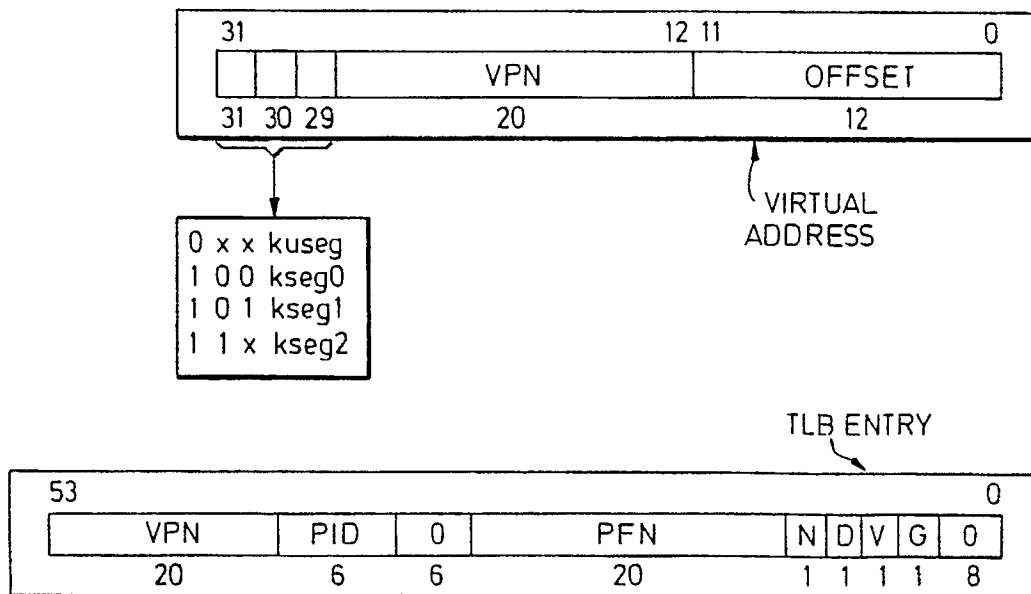 31 12 11 0
VPN OFFSET
31 30 29 20 12
VIRTUAL
ADDRESS
0 x x kuseg
1 0 0 kseg0
1 0 1 kseg1
1 1 x kseg2
TLB ENTRY
53 0
VPN PID 0 PFN N D V G 0
20 6 6 20 1 1 1 1 8